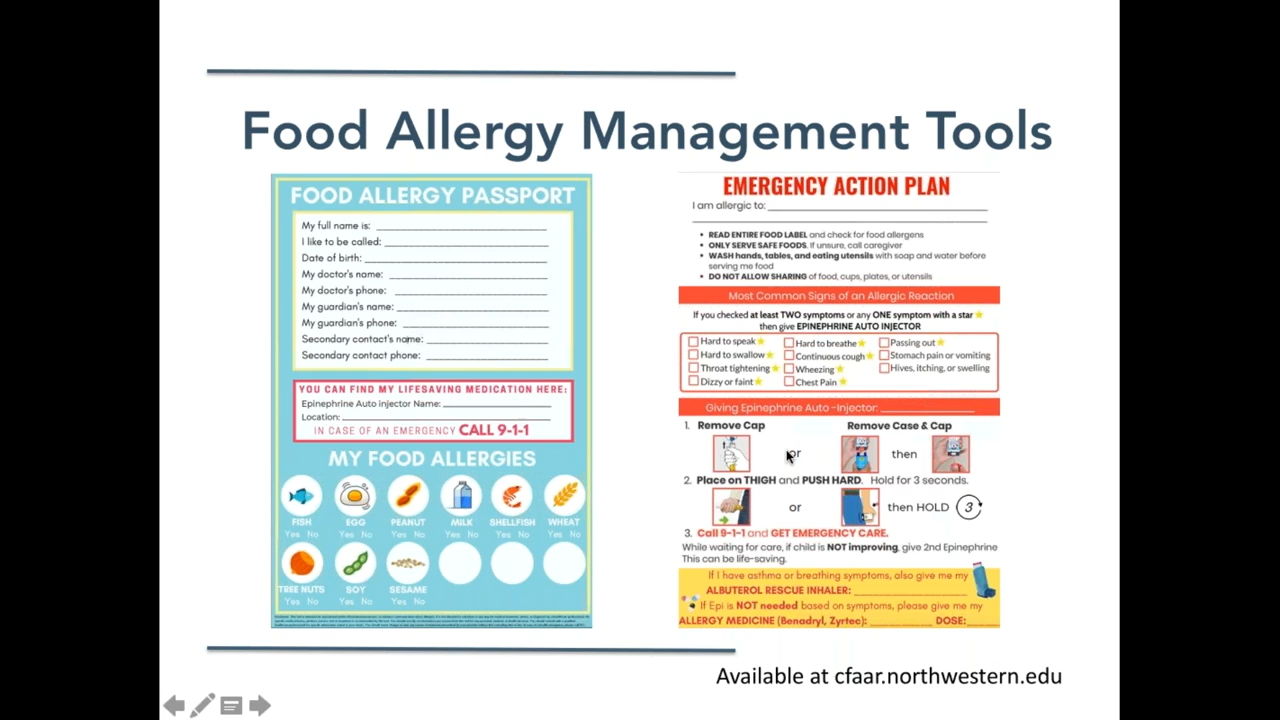 Food Allergy Management Tools
FOOD ALLERGY PASSPORT
My full name is:
I like to be called:
Date of birth:
My doctor's name:
My doctor's phone:
My guardian's name:
My guardian's phone:
Secondary contact's name:
Secondary contact phone:
YOU CAN FIND MY LIFESAVING MEDICATION HERE:
Epinephrine Auto injector Name:
Location:
IN CASE OF AN EMERGENCY CALL 9-1-1
MY FOOD ALLERGIES
FISH EGG PEANUT MILK SHELLFISH WHEAT
Yes No Yes No Yes No Yes No Yes No Yes No
TREE NUTS SOY SESAME
Yes No Yes No Yes No
EMERGENCY ACTION PLAN
I am allergic to:
• READ ENTIRE FOOD LABEL and check for food allergens
• ONLY SERVE SAFE FOODS. If unsure, call caregiver
• WASH hands, tables, and eating utensils with soap and water before
serving me food
• DO NOT ALLOW SHARING of food, cups, plates, or utensils
Most Common Signs of an Allergic Reaction
If you checked at least TWO symptoms or any ONE symptom with a star
then give EPINEPHRINE AUTO INJECTOR
Hard to speak Hard to breathe Passing out
Hard to swallow Continuous cough Stomach pain or vomiting
Throat tightening Wheezing Hives, itching, or swelling
Dizzy or faint Chest Pain
Giving Epinephrine Auto -Injector:
1. Remove Cap Remove Case & Cap
or then
2. Place on THIGH and PUSH HARD. Hold for 3 seconds.
or then HOLD 3
3. Call 9-1-1 and GET EMERGENCY CARE.
While waiting for care, if child is NOT improving, give 2nd Epinephrine
This can be life-saving.
If I have asthma or breathing symptoms, also give me my
ALBUTEROL RESCUE INHALER:
If Epi is NOT needed based on symptoms, please give me my
ALLERGY MEDICINE (Benadryl, Zyrtec): DOSE:
Available at cfaar.northwestern.edu